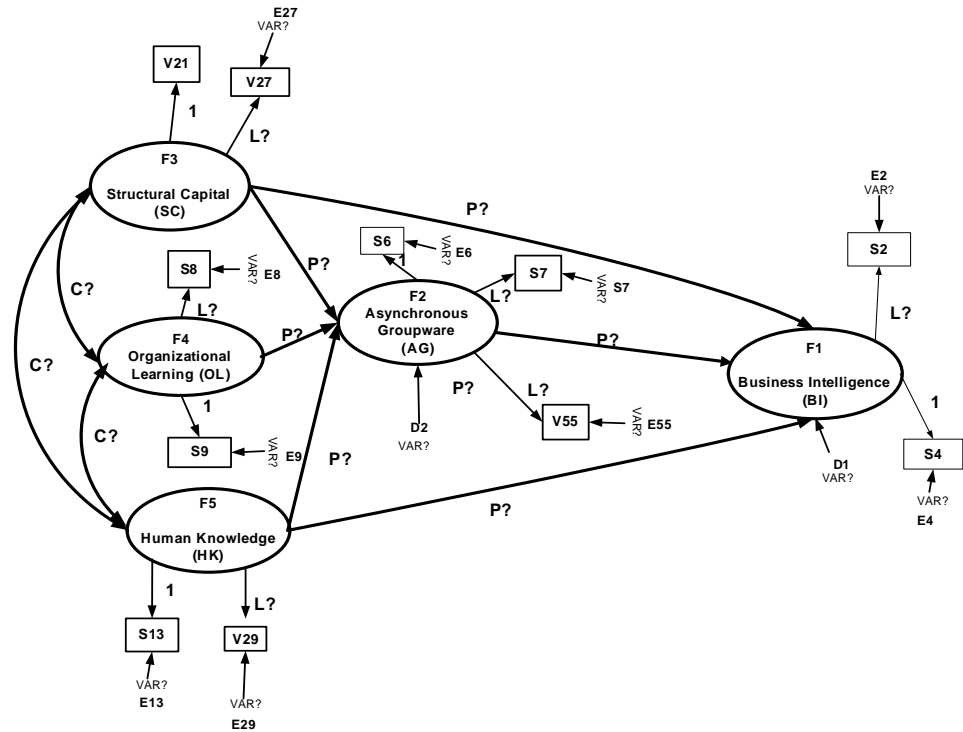 E27
VAR?
V21
V27
1
L?
F3
Structural Capital
(SC)
E2
VAR?
P?
S6
VAR?
E6
1
S2
S8
VAR?
E8
P?
S7
VAR?
S7
L?
C?
L?
F2
Asynchronous
Groupware
(AG)
L?
F4
Organizational
Learning (OL)
P?
P?
F1
Business Intelligence
(BI)
C?
1
P?
L?
1
C?
S9
VAR?
E9
D2
VAR?
V55
VAR?
E55
S4
P?
D1
VAR?
VAR?
E4
F5
Human Knowledge
(HK)
P?
1
L?
S13
V29
VAR?
E13
VAR?
E29